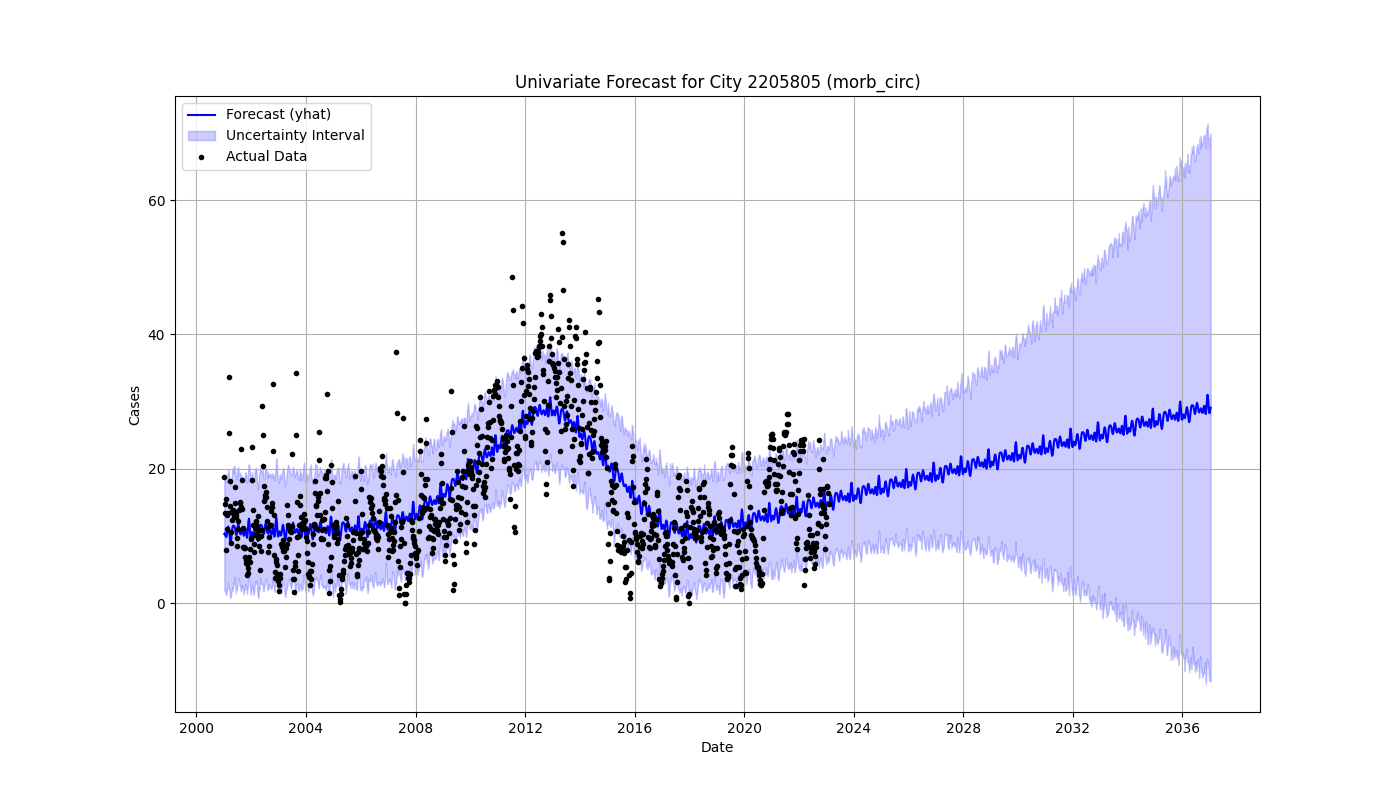 Univariate Forecast for City 2205805 (morb_circ)
Forecast (yhat)
Uncertainty Interval
Actual Data
60
40
20
0
Cases
2000 2004 2008 2012 2016 2020 2024 2028 2032 2036
Date